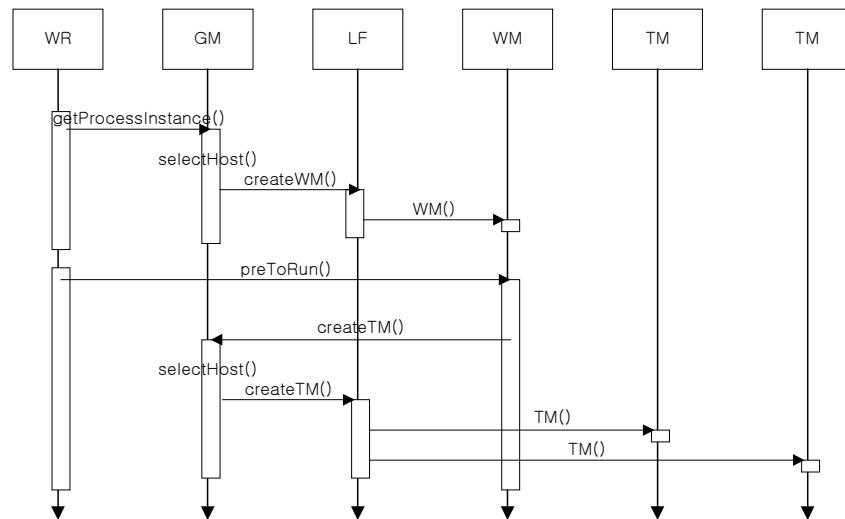 WR
GM
LF
WM
TM
TM
getProcessInstance()
selectHost()
createWM()
WM()
preToRun()
createTM()
selectHost()
createTM()
TM()
TM()